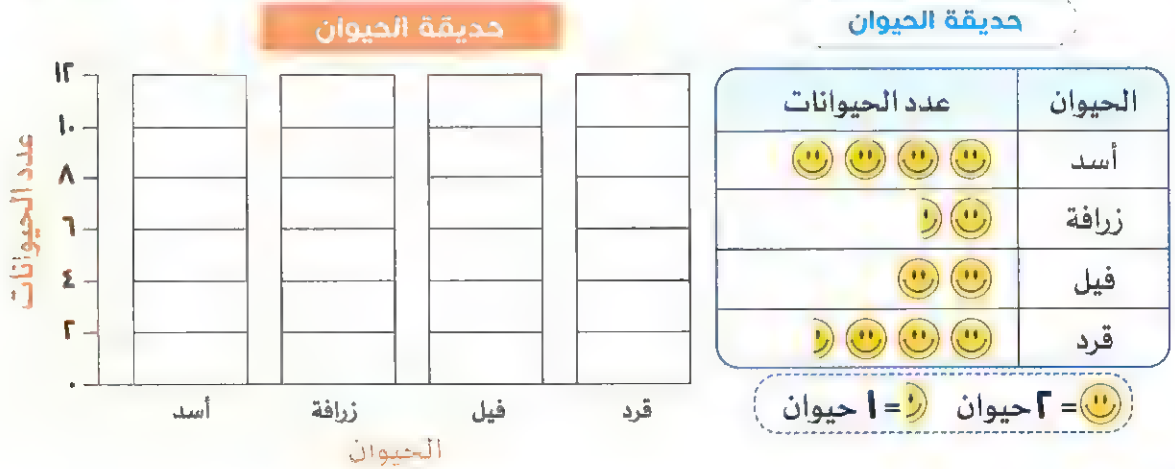 حديقة الحيوان
الحيوان عدد الحيوانات
أسد
زرافة
فيل
قرد
= ٢ حيوان = ١ حيوان
حديقة الحيوان
عدد الحيوانات
١٢
١٠
٨
٦
٤
٢
٠
أسد زرافة فيل قرد
الحيوان